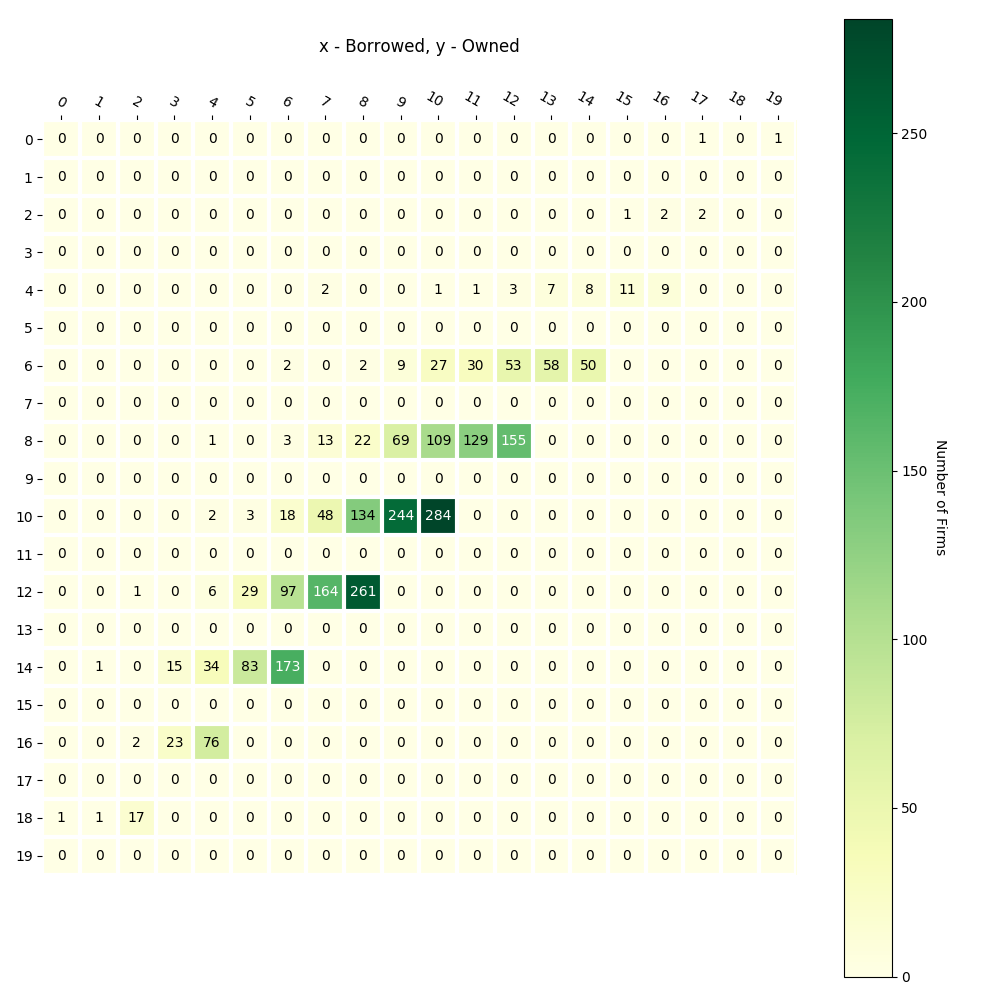 x - Borrowed, y - Owned
0 1 2 3 4 5 6 7 8 9 10 11 12 13 14 15 16 17 18 19
0 0 0 0 0 0 0 0 0 0 0 0 0 0 0 0 0 0 1 0 1
1 0 0 0 0 0 0 0 0 0 0 0 0 0 0 0 0 0 0 0 0
2 0 0 0 0 0 0 0 0 0 0 0 0 0 0 0 1 2 2 0 0
3 0 0 0 0 0 0 0 0 0 0 0 0 0 0 0 0 0 0 0 0
4 0 0 0 0 0 0 0 2 0 0 1 1 3 7 8 11 9 0 0 0
5 0 0 0 0 0 0 0 0 0 0 0 0 0 0 0 0 0 0 0 0
6 0 0 0 0 0 0 2 0 2 9 27 30 53 58 50 0 0 0 0 0
7 0 0 0 0 0 0 0 0 0 0 0 0 0 0 0 0 0 0 0 0
8 0 0 0 0 1 0 3 13 22 69 109 129 155 0 0 0 0 0 0 0
9 0 0 0 0 0 0 0 0 0 0 0 0 0 0 0 0 0 0 0 0
10 0 0 0 0 2 3 18 48 134 244 284 0 0 0 0 0 0 0 0 0
11 0 0 0 0 0 0 0 0 0 0 0 0 0 0 0 0 0 0 0 0
12 0 0 1 0 6 29 97 164 261 0 0 0 0 0 0 0 0 0 0 0
13 0 0 0 0 0 0 0 0 0 0 0 0 0 0 0 0 0 0 0 0
14 0 1 0 15 34 83 173 0 0 0 0 0 0 0 0 0 0 0 0 0
15 0 0 0 0 0 0 0 0 0 0 0 0 0 0 0 0 0 0 0 0
16 0 0 2 23 76 0 0 0 0 0 0 0 0 0 0 0 0 0 0 0
17 0 0 0 0 0 0 0 0 0 0 0 0 0 0 0 0 0 0 0 0
18 1 1 17 0 0 0 0 0 0 0 0 0 0 0 0 0 0 0 0 0
19 0 0 0 0 0 0 0 0 0 0 0 0 0 0 0 0 0 0 0 0
250
200
150
100
50
0
Number of Firms